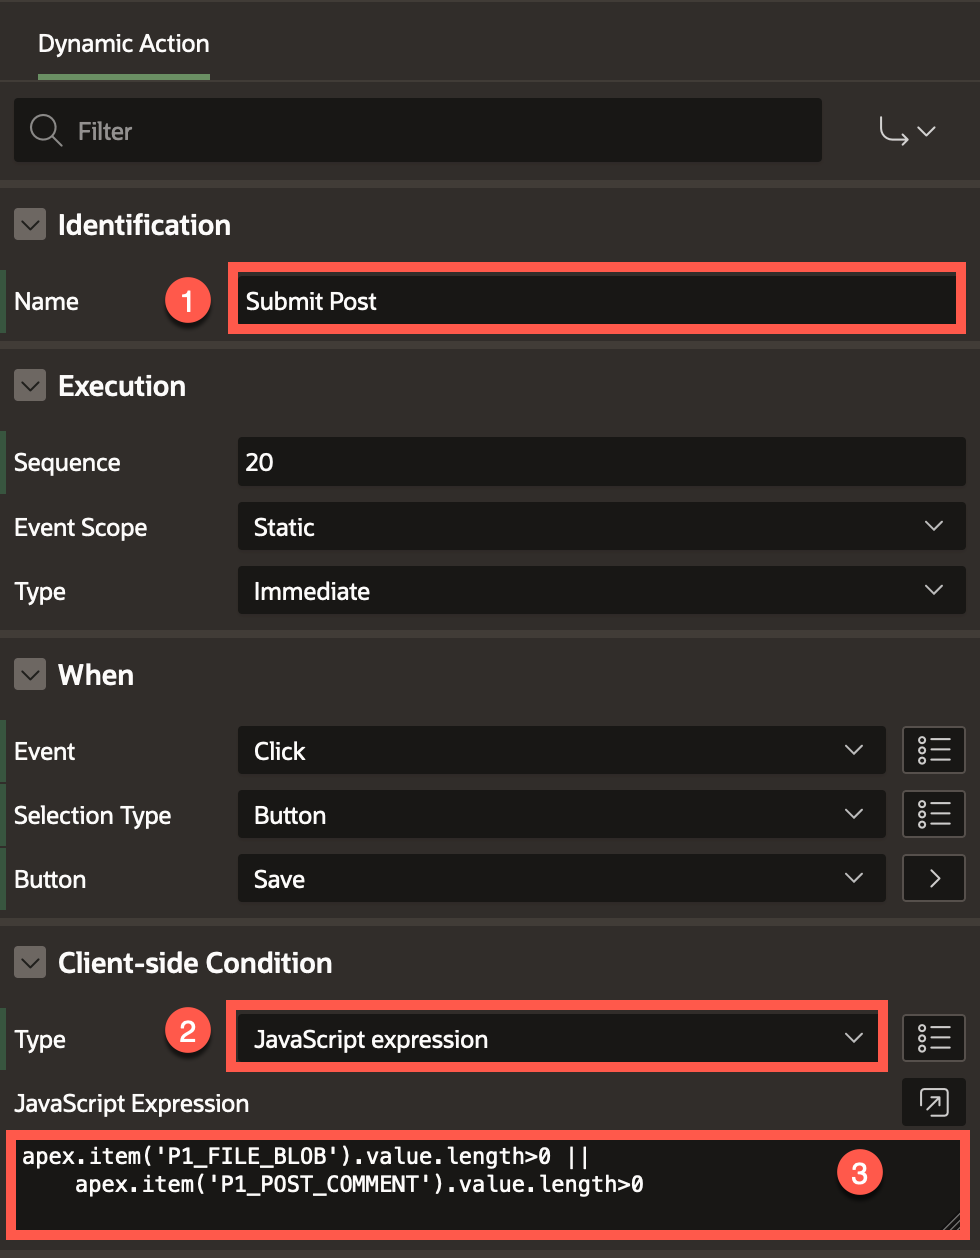 Dynamic Action
Filter
Identification
Name 1 Submit Post
Execution
Sequence 20
Event Scope Static
Type Immediate
When
Event Click
Selection Type Button
Button Save
Client-side Condition
Type 2 JavaScript expression
JavaScript Expression
apex.item('P1_FILE_BLOB').value.length>0 ||
apex.item('P1_POST_COMMENT').value.length>0 3